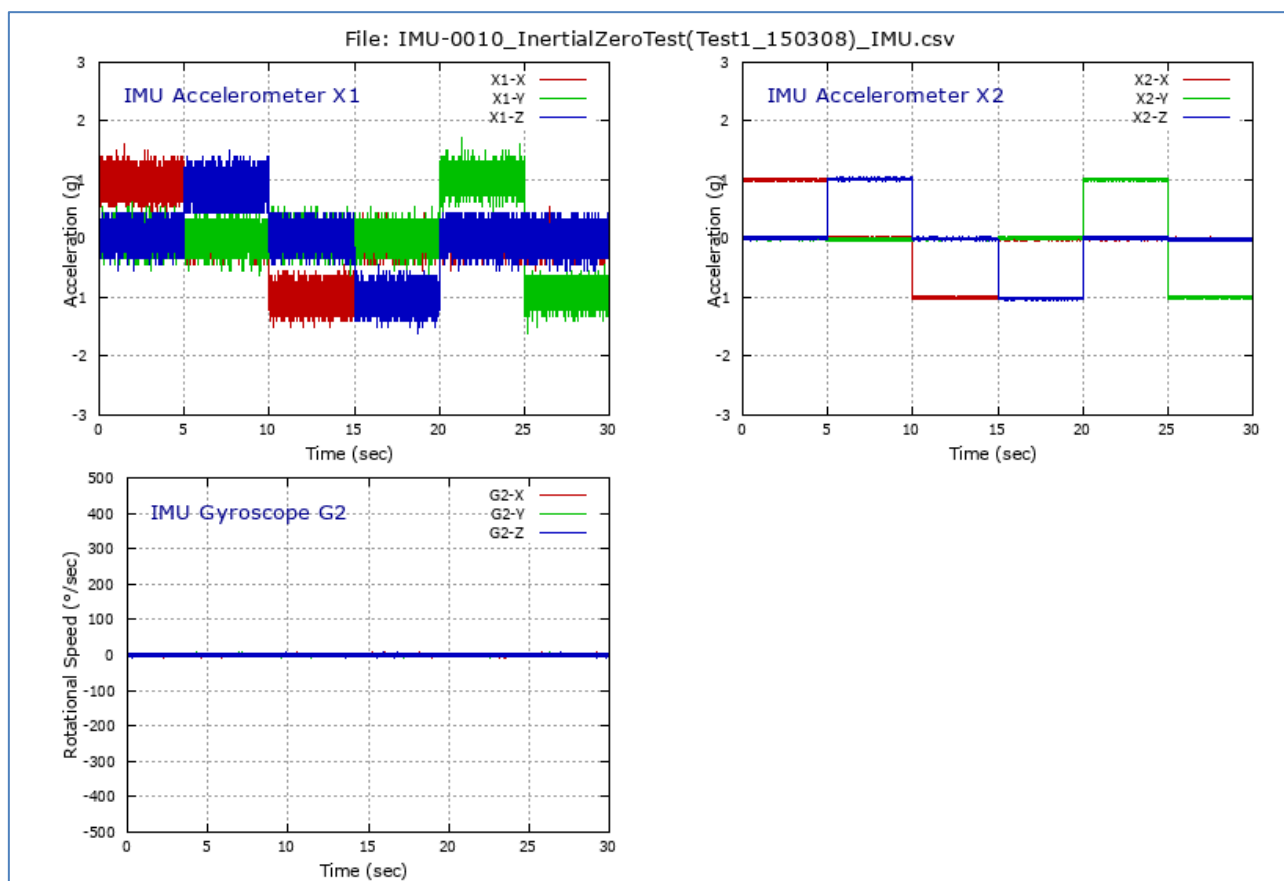 File: IMU-0010_InertialZeroTest(Test1_150308)_IMU.csv
IMU Accelerometer X1
X1-X
X1-Y
X1-Z
3
2
1
0
-1
-2
-3
Acceleration (g)
0 5 10 15 20 25 30
Time (sec)
IMU Accelerometer X2
X2-X
X2-Y
X2-Z
3
2
1
0
-1
-2
-3
Acceleration (g)
0 5 10 15 20 25 30
Time (sec)
IMU Gyroscope G2
G2-X
G2-Y
G2-Z
500
400
300
200
100
0
-100
-200
-300
-400
-500
Rotational Speed (°/sec)
0 5 10 15 20 25 30
Time (sec)